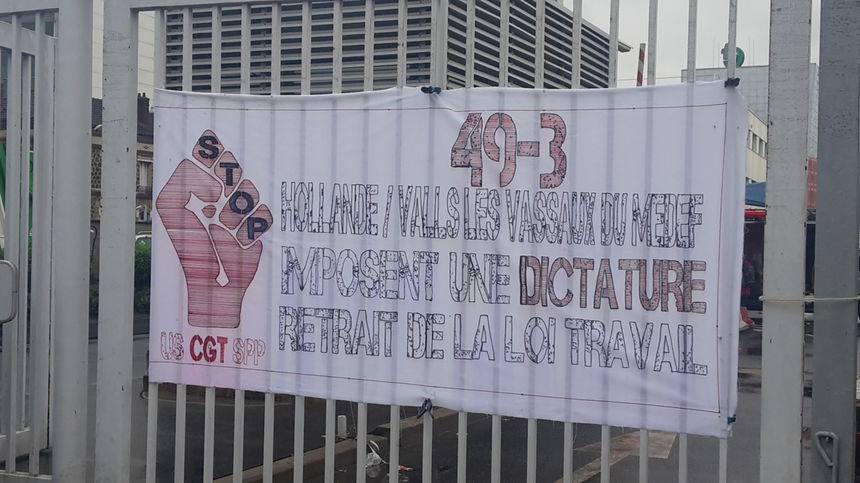 STOP
49-3
HOLLANDE / VALLS LES VASSAUX DU MEDEF
IMPOSENT UNE DICTATURE
RETRAIT DE LA LOI TRAVAIL
US CGT SPP